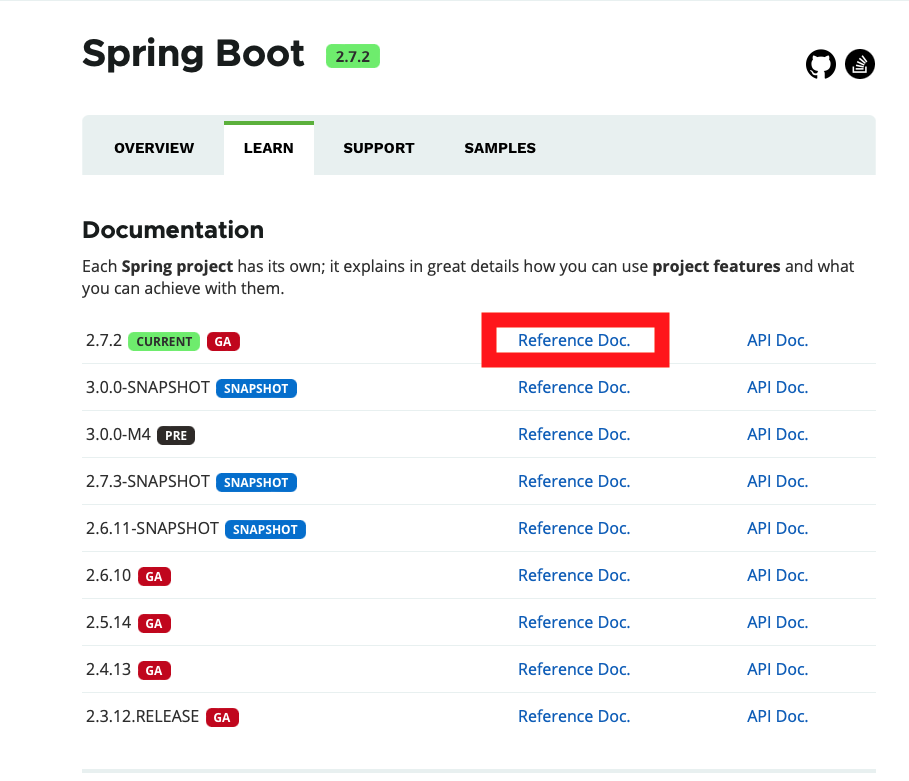 Spring Boot 2.7.2
OVERVIEW LEARN SUPPORT SAMPLES
Documentation
Each Spring project has its own; it explains in great details how you can use project features and what
you can achieve with them.
2.7.2 CURRENT GA Reference Doc. API Doc.
3.0.0-SNAPSHOT SNAPSHOT Reference Doc. API Doc.
3.0.0-M4 PRE Reference Doc. API Doc.
2.7.3-SNAPSHOT SNAPSHOT Reference Doc. API Doc.
2.6.11-SNAPSHOT SNAPSHOT Reference Doc. API Doc.
2.6.10 GA Reference Doc. API Doc.
2.5.14 GA Reference Doc. API Doc.
2.4.13 GA Reference Doc. API Doc.
2.3.12.RELEASE GA Reference Doc. API Doc.